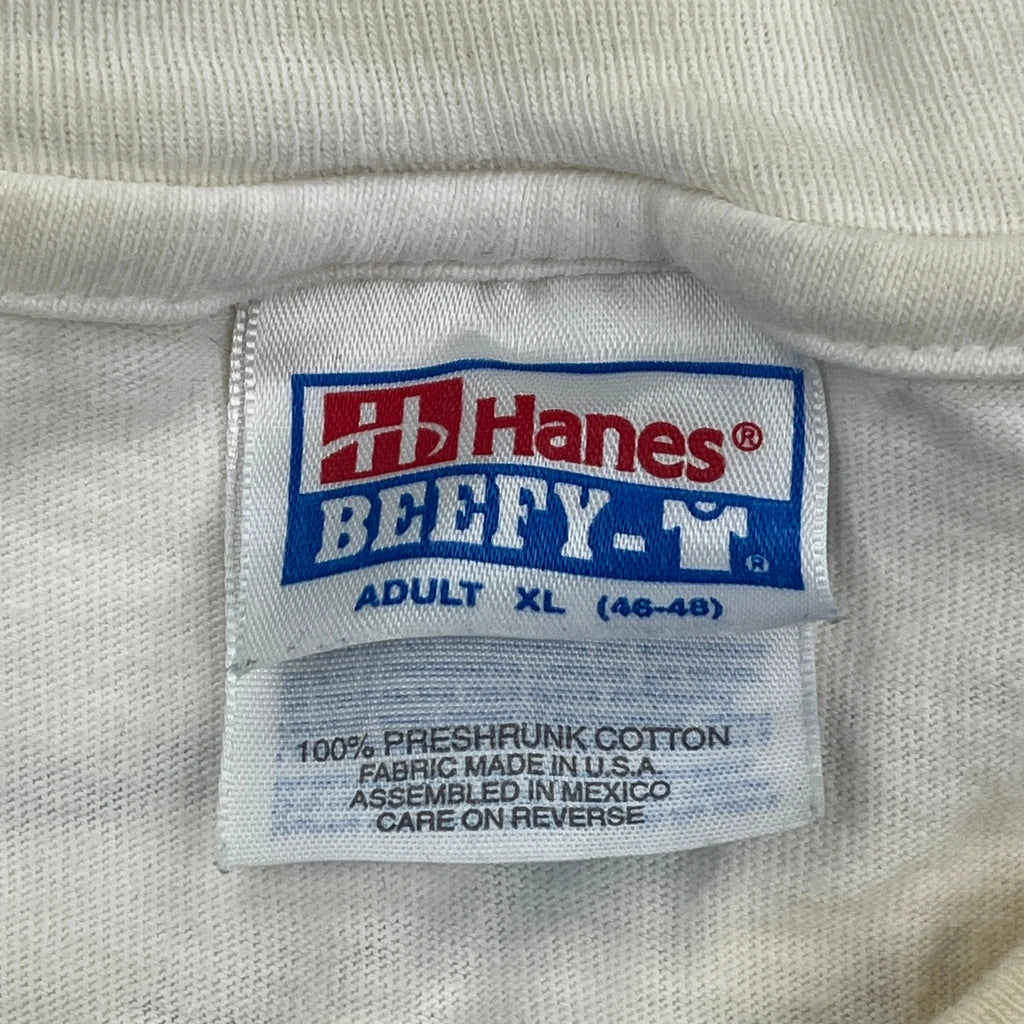 Hanes®
BEEFY-T®
ADULT XL (46-48)
100% PRESHRUNK COTTON
FABRIC MADE IN U.S.A.
ASSEMBLED IN MEXICO
CARE ON REVERSE